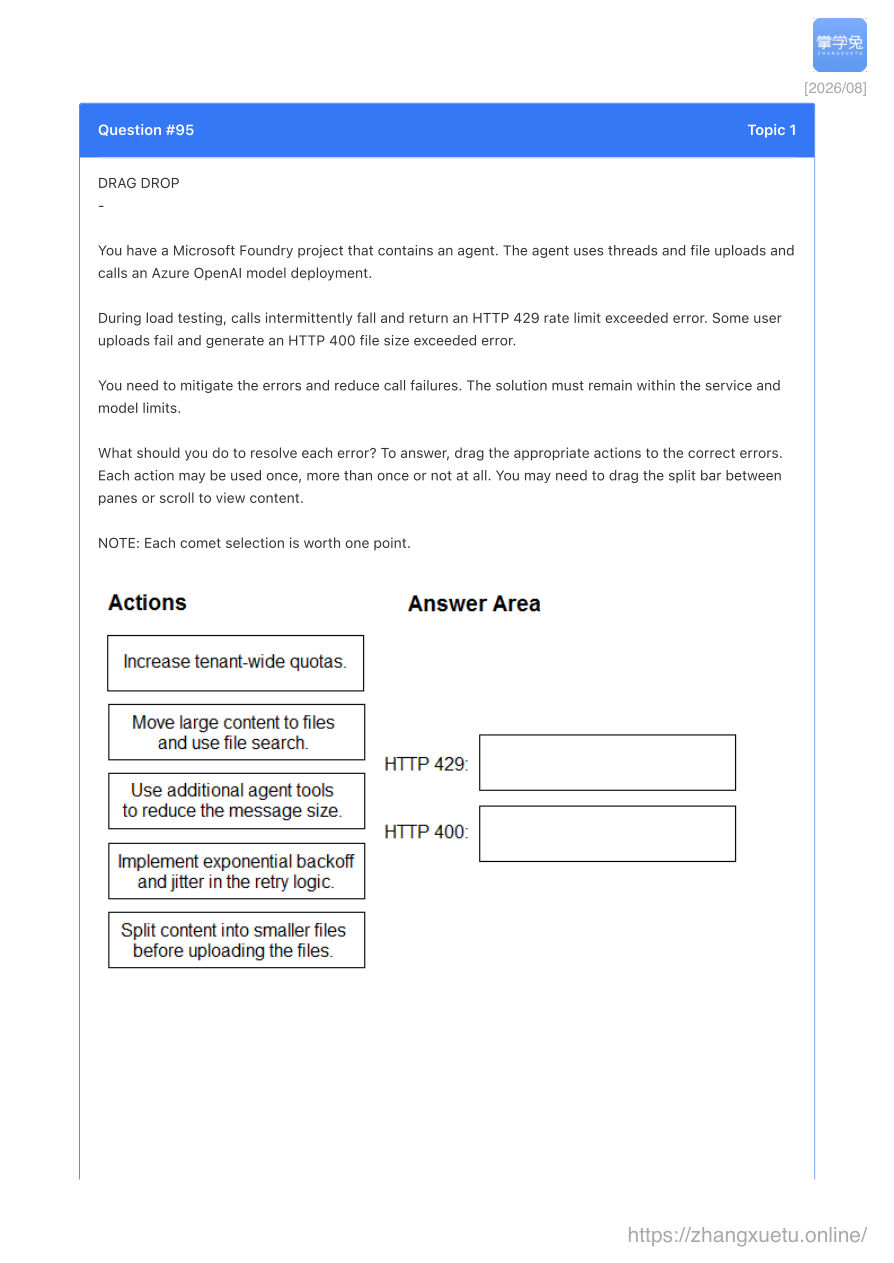 掌学兔
ZHANGXUETU
[2026/08]
Question #95 Topic 1
DRAG DROP
-
You have a Microsoft Foundry project that contains an agent. The agent uses threads and file uploads and
calls an Azure OpenAI model deployment.
During load testing, calls intermittently fall and return an HTTP 429 rate limit exceeded error. Some user
uploads fail and generate an HTTP 400 file size exceeded error.
You need to mitigate the errors and reduce call failures. The solution must remain within the service and
model limits.
What should you do to resolve each error? To answer, drag the appropriate actions to the correct errors.
Each action may be used once, more than once or not at all. You may need to drag the split bar between
panes or scroll to view content.
NOTE: Each comet selection is worth one point.
Actions
Answer Area
Increase tenant-wide quotas.
Move large content to files
and use file search.
Use additional agent tools
to reduce the message size.
Implement exponential backoff
and jitter in the retry logic.
Split content into smaller files
before uploading the files.
HTTP 429:
HTTP 400:
https://zhangxuetu.online/